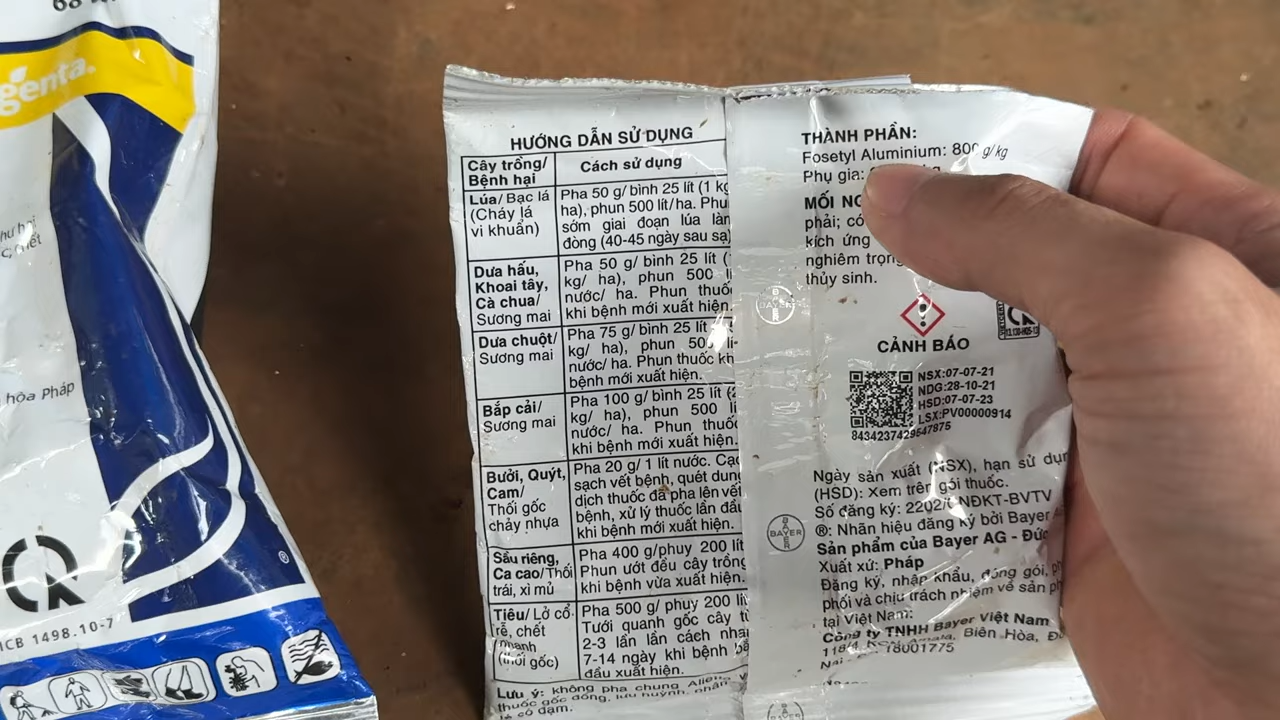 genta.
hòa Pháp
1498.10-7
®
HƯỚNG DẪN SỬ DỤNG
Cây trồng/
Bệnh hại
Cách sử dụng
Lúa/ Bạc lá
(Cháy lá
vi khuẩn)
Pha 50 g/ bình 25 lít (1 kg
ha), phun 500 lít/ha. Phu
sớm giai đoạn lúa làn
đòng (40-45 ngày sau sạ)
Dưa hấu,
Khoai tây,
Cà chua/
Sương mai
Pha 50 g/ bình 25 lít (
kg/ ha), phun 500 lí
nước/ ha. Phun thuố
khi bệnh mới xuất hiện
Dưa chuột/
Sương mai
Pha 75 g/ bình 25 lít
kg/ ha), phun 500 lí-
nước/ ha. Phun thuốc kh
bệnh mới xuất hiện.
Bắp cải/
Sương mai
Pha 100 g/ bình 25 lít (2
kg/ ha), phun 500 lí
nước/ ha. Phun thuốc
khi bệnh mới xuất hiện.
Bưởi, Quýt,
Cam/
Thối gốc
chảy nhựa
Pha 20 g/ 1 lít nước. Cạo
sạch vết bệnh, quét dung
dịch thuốc đã pha lên vết
bệnh, xử lý thuốc lần đầu
khi bệnh mới xuất hiện.
Sầu riêng,
Ca cao/Thối
trái, xì mủ
Pha 400 g/phuy 200 lít
Phun ướt đều cây trồng
khi bệnh vừa xuất hiện.
Tiêu/ Lở cổ
rễ, chết
nhanh
(thối gốc)
Pha 500 g/ phuy 200 lít
Tưới quanh gốc cây từ
2-3 lần lần cách nhau
7-14 ngày khi bệnh bắ
đầu xuất hiện.
Lưu ý: không pha chung Alie
thuốc gốc đồng, lưu huỳnh, phân
lá có đạm.
BAYER
BAYER
THÀNH PHẦN:
Fosetyl Aluminium: 800 g/kg
Phụ gia:
MỐI
phải; có
kích ứng
nghiêm trọng
thủy sinh.
CẢNH BÁO
NSX:07-07-21
NDG:28-10-21
HSD:07-07-23
LSX:PV00000914
8434237429547875
Ngày sản xuất (NSX), hạn sử dụn
(HSD): Xem trên gói thuốc.
Số đăng ký: 2202/ NĐKT-BVTV
®: Nhãn hiệu đăng ký bởi Bayer
Sản phẩm của Bayer AG - Đức
Xuất xứ: Pháp
Đăng ký, nhập khẩu, đóng gói, ph
phối và chịu trách nhiệm về sản ph
tại Việt Nam:
Công ty TNHH Bayer Việt Nam
Amata, Biên Hòa,
18001775